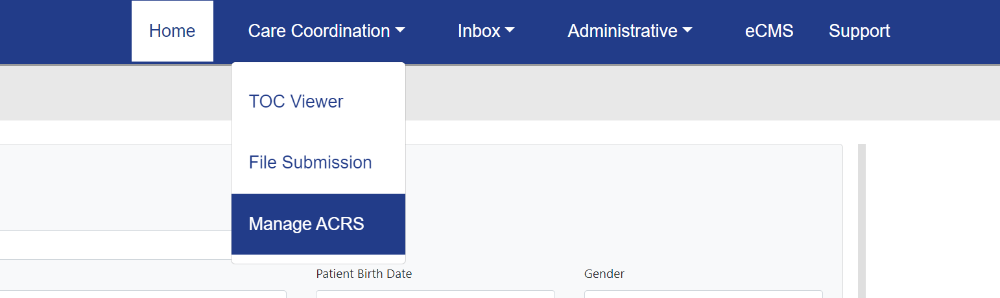 Home Care Coordination Inbox Administrative eCMS Support
TOC Viewer
File Submission
Manage ACRS
Patient Birth Date Gender